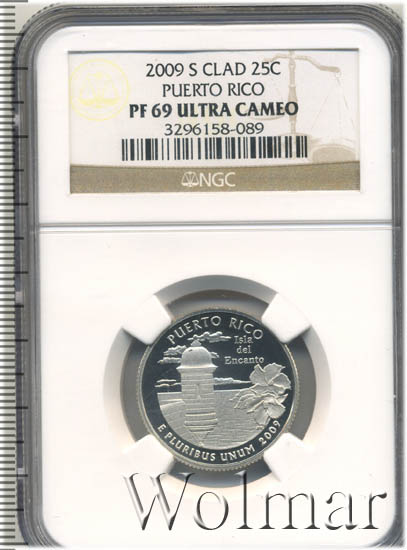 2009 S CLAD 25C
PUERTO RICO
PF 69 ULTRA CAMEO
3296158-089
NGC
PUERTO RICO
Isla
del
Encanto
E PLURIBUS UNUM 2009
Wolmar